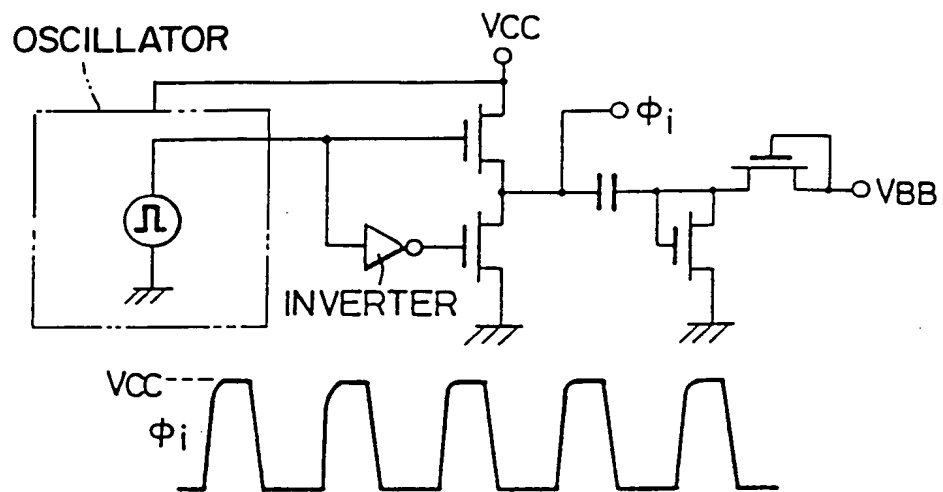 OSCILLATOR
VCC
ϕi
VBB
INVERTER
VCC
ϕi